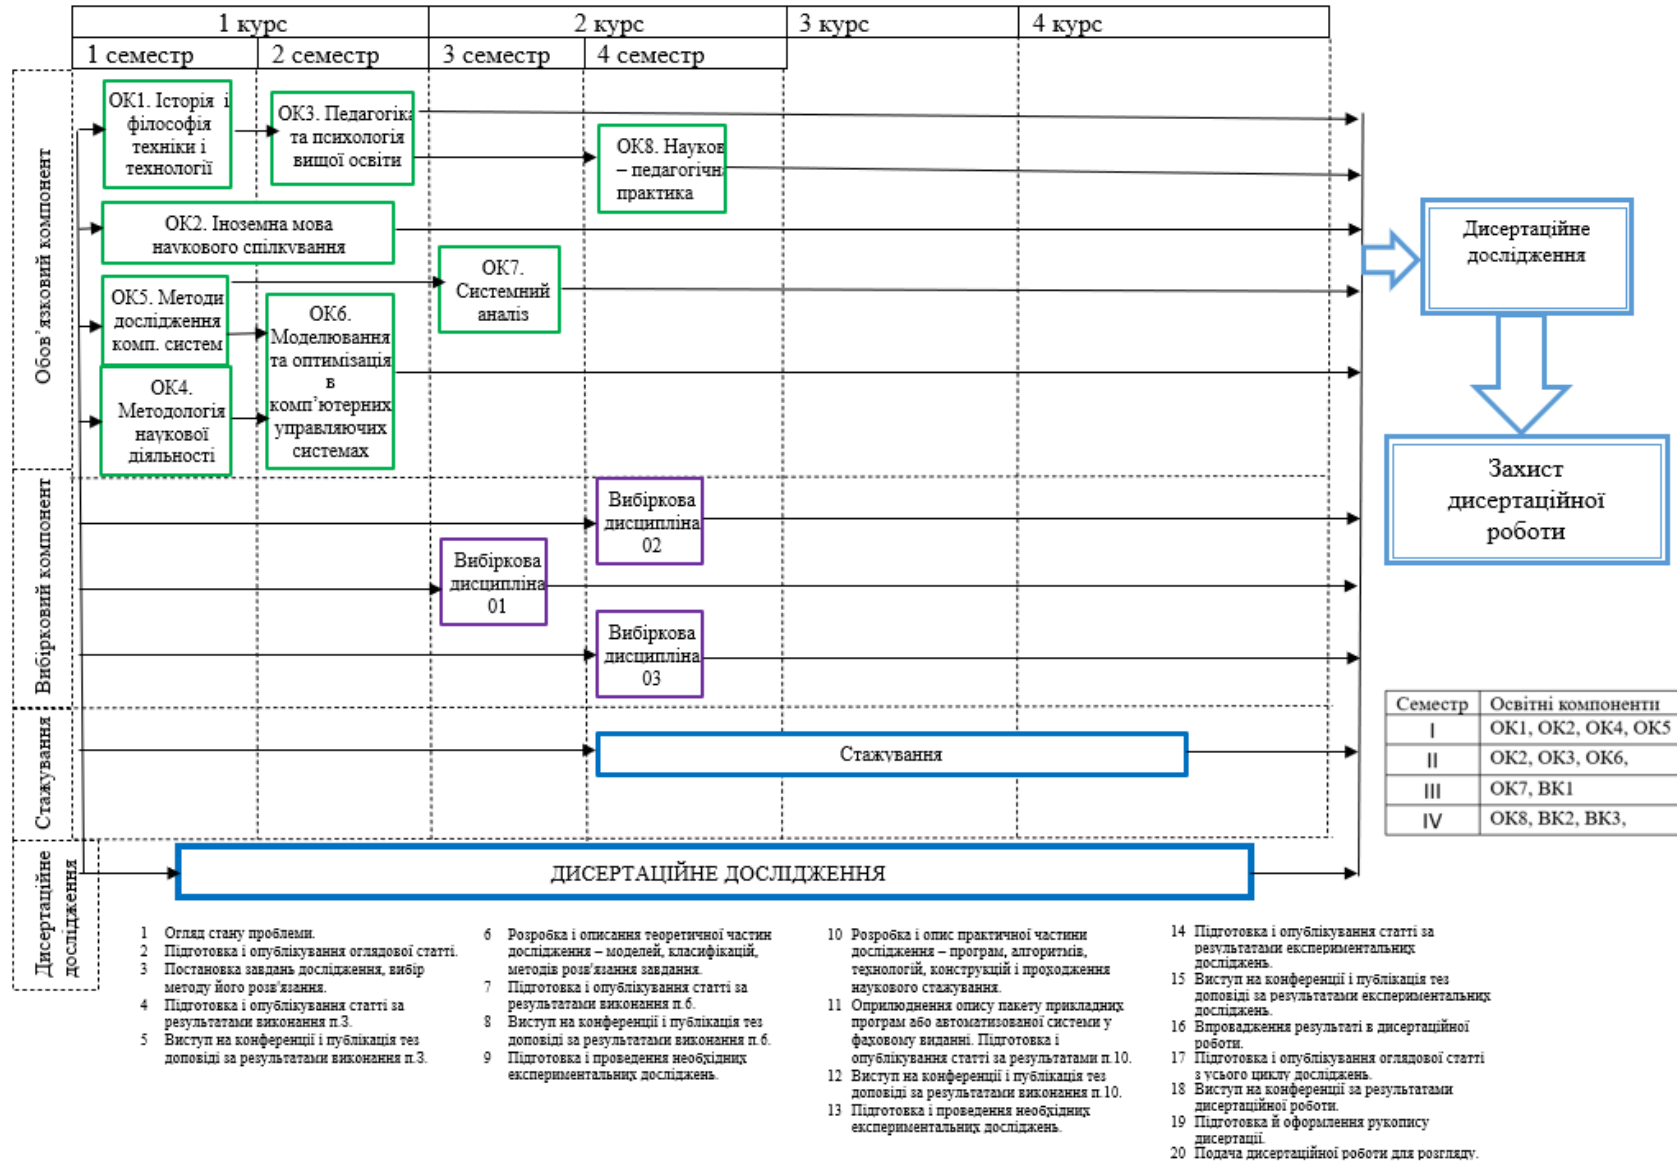 1 курс
2 курс
3 курс
4 курс
1 семестр
2 семестр
3 семестр
4 семестр
Обов’язковий компонент
ОК1. Історія і
філософія
техніки і
технології
ОК3. Педагогіка
та психологія
вищої освіти
ОК8. Науков
– педагогічна
практика
ОК2. Іноземна мова
наукового спілкування
ОК5. Методи
дослідження
комп. систем
ОК7.
Системний
аналіз
ОК6.
Моделювання
та оптимізація
в
комп’ютерних
управляючих
системах
ОК4.
Методологія
наукової
діяльності
Дисертаційне
дослідження
Захист
дисертаційної
роботи
Вибірковий компонент
Вибіркова
дисципліна
02
Вибіркова
дисципліна
01
Вибіркова
дисципліна
03
Стажування
Стажування
Семестр Освітні компоненти
I ОК1, ОК2, ОК4, ОК5
II ОК2, ОК3, ОК6,
III ОК7, ВК1
IV ОК8, ВК2, ВК3,
Дисертаційне
дослідження
ДИСЕРТАЦІЙНЕ ДОСЛІДЖЕННЯ
1 Огляд стану проблеми.
2 Підготовка і опублікування оглядової статті.
3 Постановка завдань дослідження, вибір
методу його розв'язання.
4 Підготовка і опублікування статті за
результатами виконання п.3.
5 Виступ на конференції і публікація тез
доповіді за результатами виконання п.3.
6 Розробка і описання теоретичної частин
дослідження – моделей, класифікацій,
методів розв'язання завдання.
7 Підготовка і опублікування статті за
результатами виконання п.6.
8 Виступ на конференції і публікація тез
доповіді за результатами виконання п.6.
9 Підготовка і проведення необхідних
експериментальних досліджень.
10 Розробка і опис практичної частини
дослідження – програм, алгоритмів,
технологій, конструкцій і проходження
наукового стажування.
11 Оприлюднення опису пакету прикладних
програм або автоматизованої системи у
фаховому виданні. Підготовка і
опублікування статті за результатами п.10.
12 Виступ на конференції і публікація тез
доповіді за результатами виконання п.10.
13 Підготовка і проведення необхідних
експериментальних досліджень.
14 Підготовка і опублікування статті за
результатами експериментальних
досліджень.
15 Виступ на конференції і публікація тез
доповіді за результатами експериментальних
досліджень.
16 Впровадження результаті в дисертаційної
роботи.
17 Підготовка і опублікування оглядової статті
з усього циклу досліджень.
18 Виступ на конференції за результатами
дисертаційної роботи.
19 Підготовка й оформлення рукопису
дисертації.
20 Подача дисертаційної роботи для розгляду.